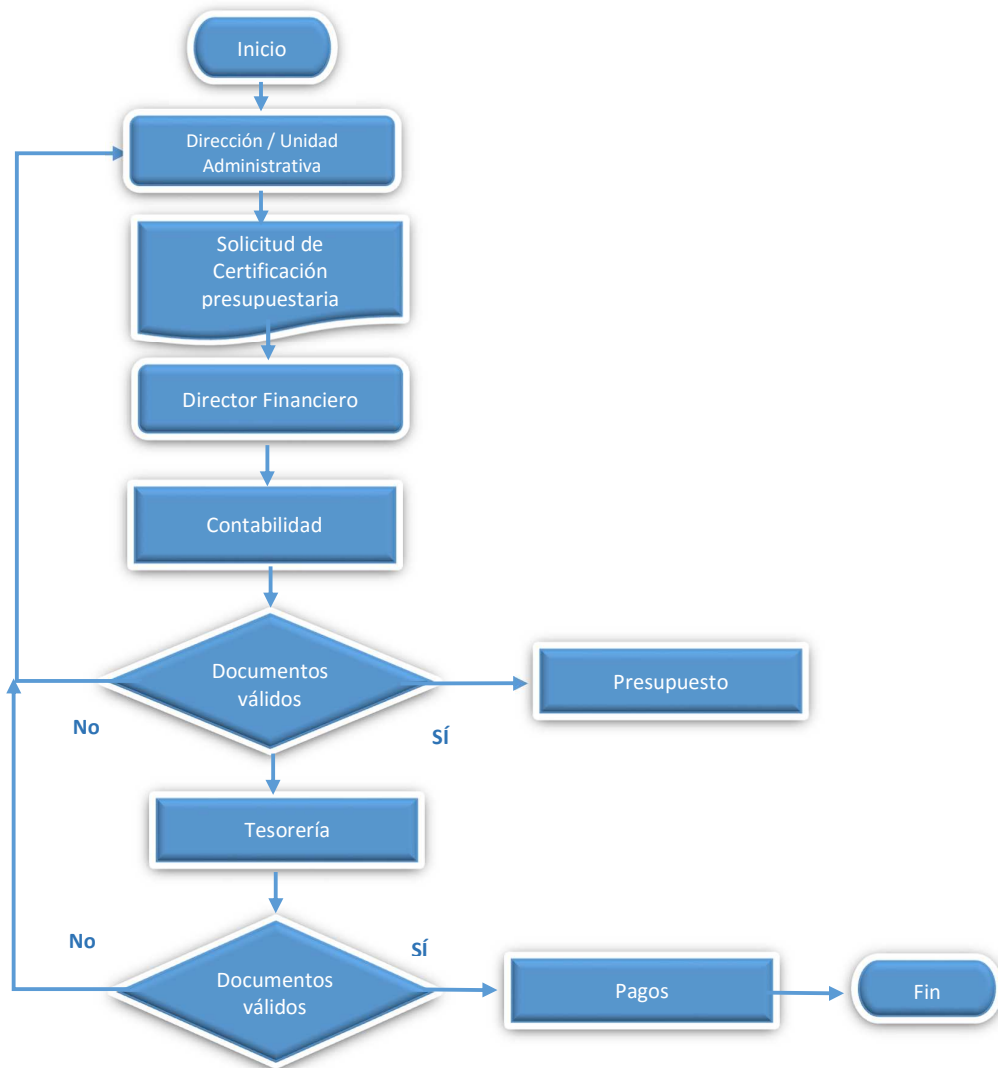 Inicio
Dirección / Unidad
Administrativa
Solicitud de
Certificación
presupuestaria
Director Financiero
Contabilidad
Documentos
válidos
Presupuesto
No
SÍ
Tesorería
No
SÍ
Documentos
válidos
Pagos
Fin